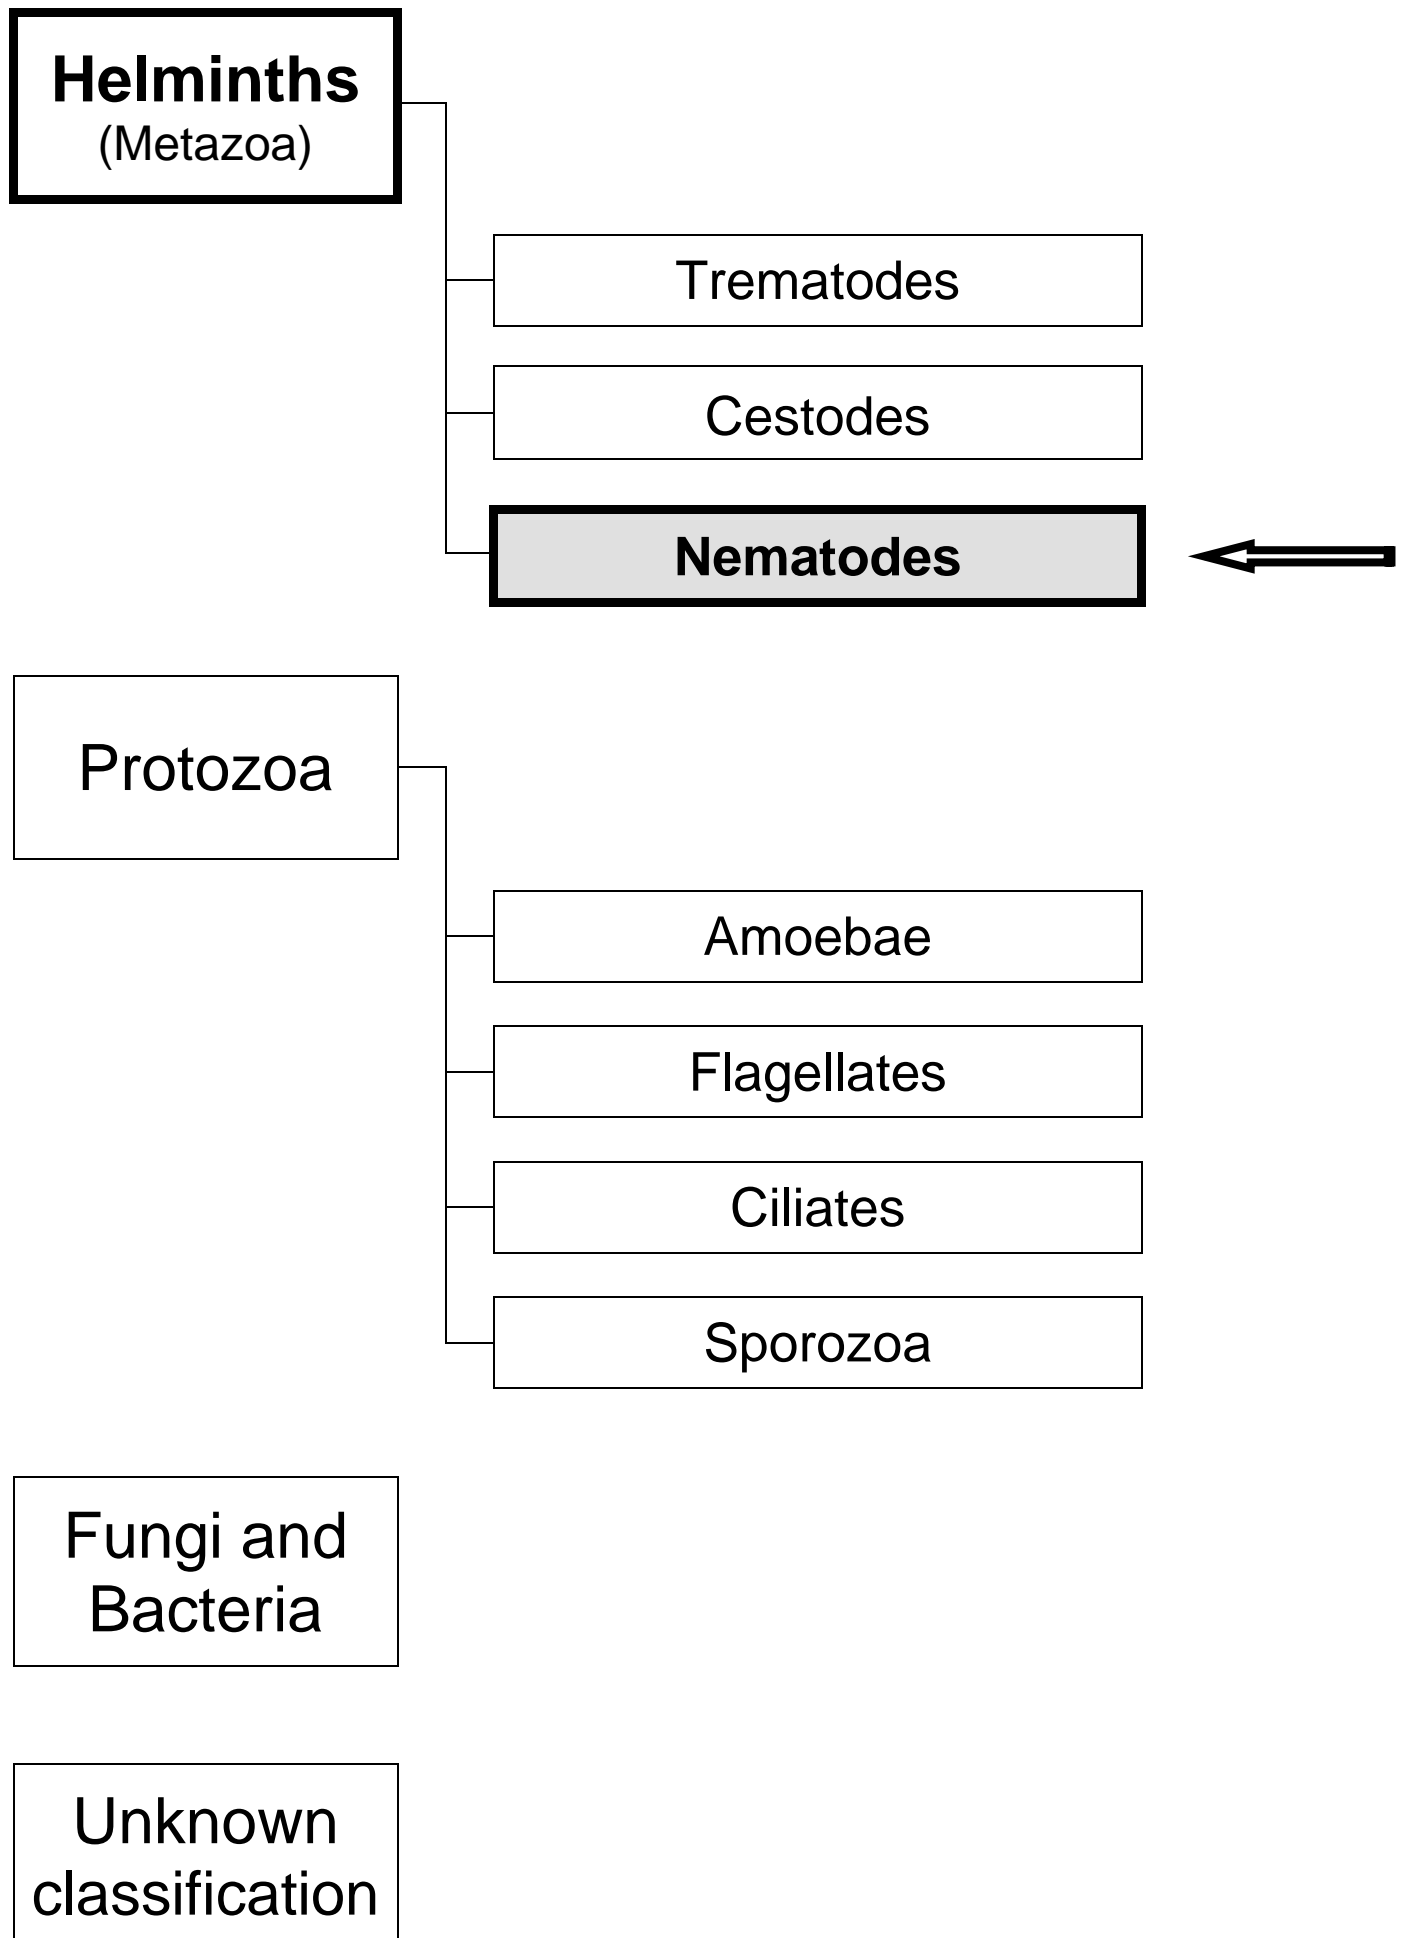 Helminths
(Metazoa)
Trematodes
Cestodes
Nematodes
Protozoa
Amoebae
Flagellates
Ciliates
Sporozoa
Fungi and
Bacteria
Unknown
classification